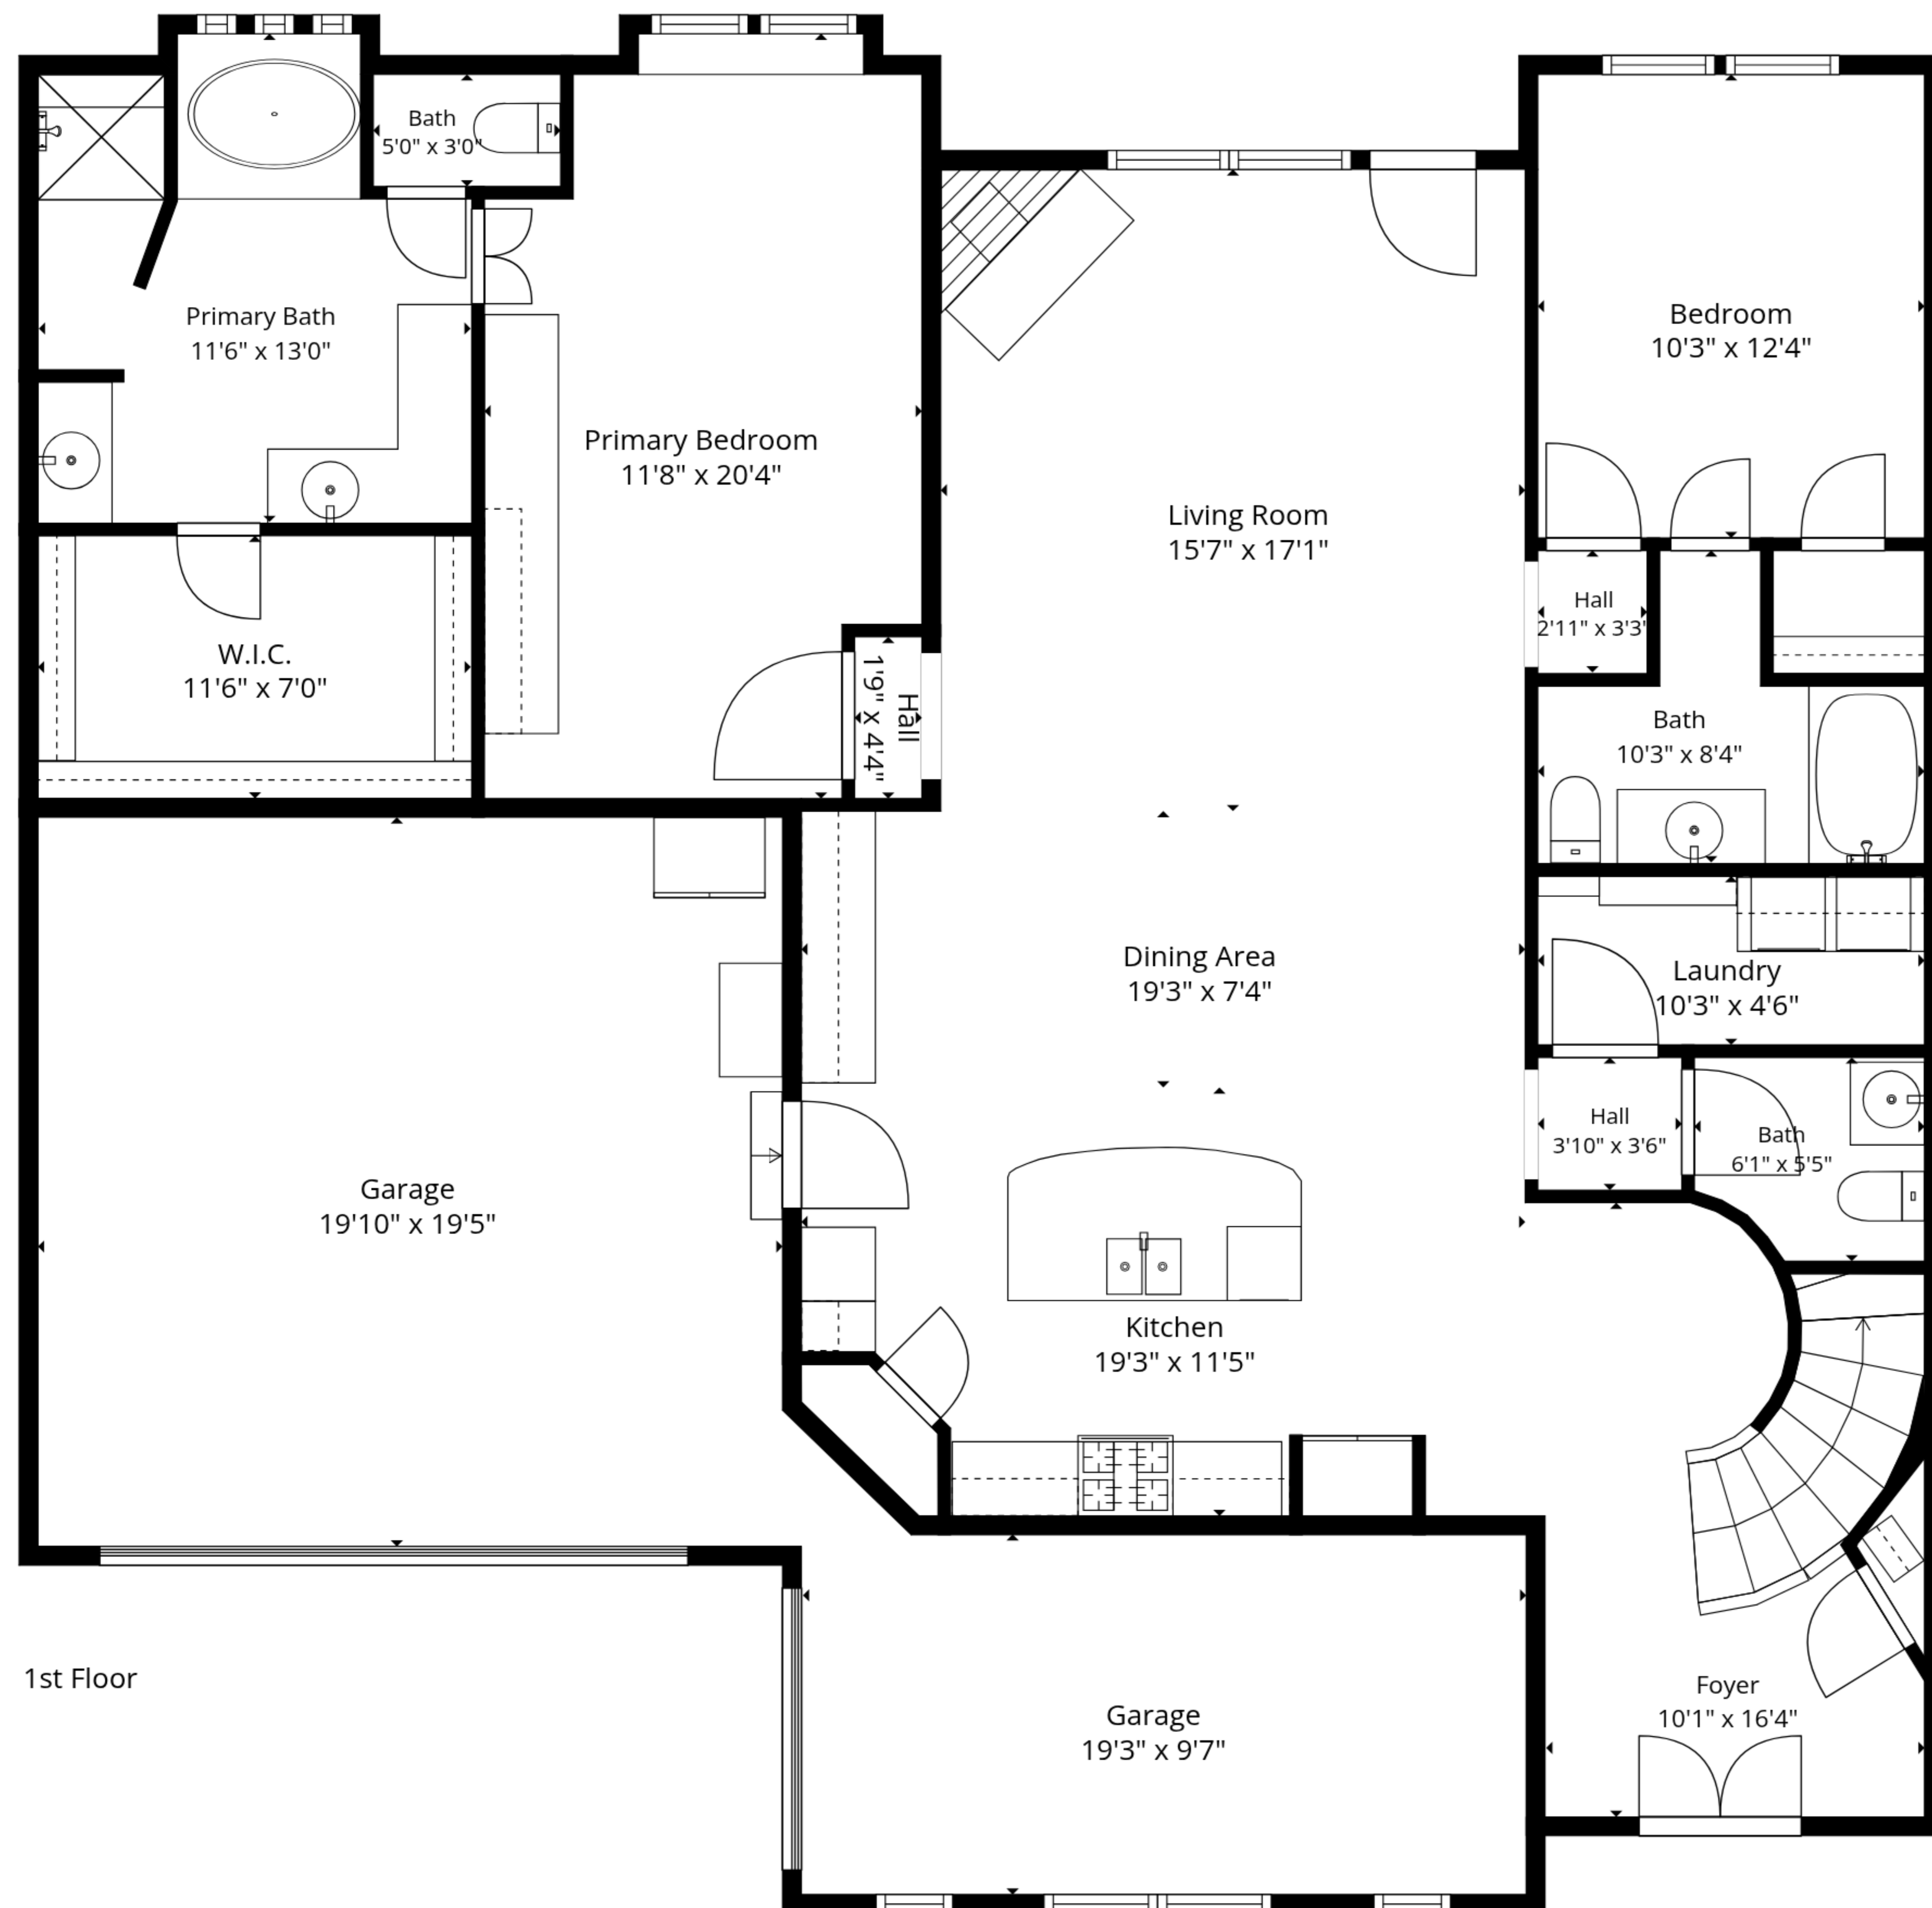 Bath
5'0" x 3'0"
Primary Bath
11'6" x 13'0"
Bedroom
10'3" x 12'4"
Primary Bedroom
11'8" x 20'4"
Living Room
15'7" x 17'1"
Hall
2'11" x 3'3"
W.I.C.
11'6" x 7'0"
Hall
1'9" x 4'4"
Bath
10'3" x 8'4"
Dining Area
19'3" x 7'4"
Laundry
10'3" x 4'6"
Hall
3'10" x 3'6"
Bath
6'1" x 5'5"
Garage
19'10" x 19'5"
Kitchen
19'3" x 11'5"
1st Floor
Garage
19'3" x 9'7"
Foyer
10'1" x 16'4"